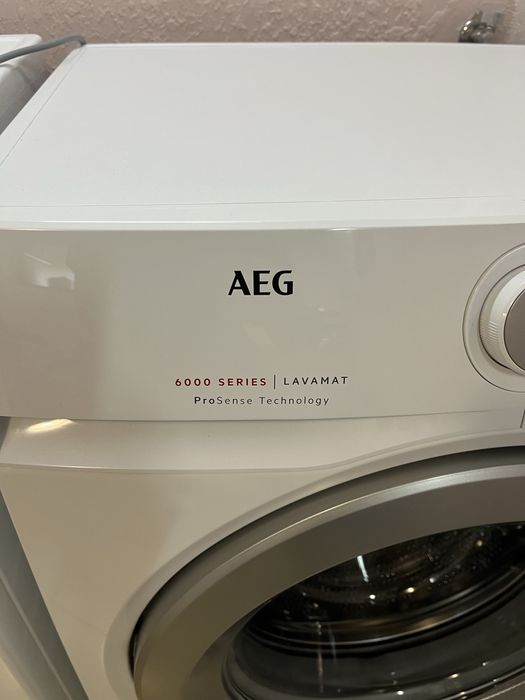 AEG
6000 SERIES | LAVAMAT
ProSense Technology